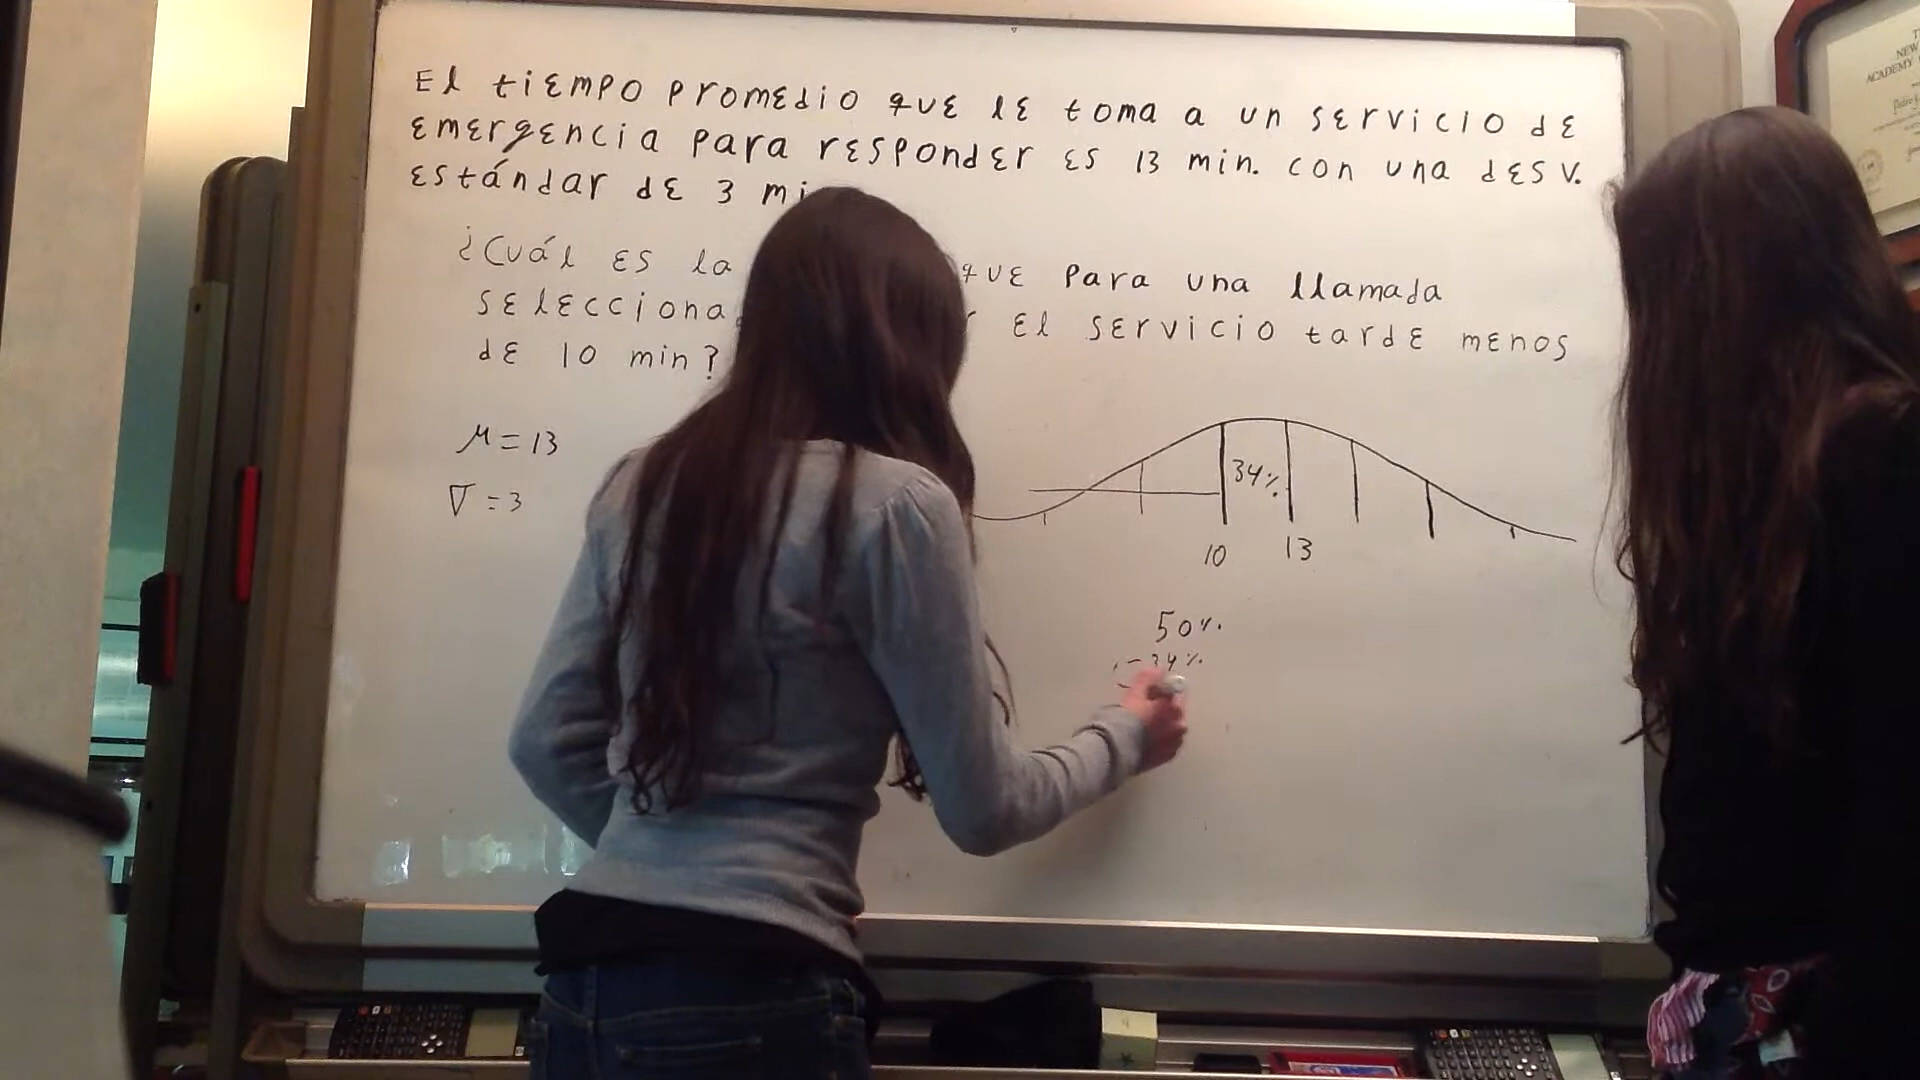 El tiempo promedio que le toma a un servicio de
emergencia para responder es 13 min. con una desv.
estándar de 3
¿Cuál es la que para una llamada
el servicio tarde menos
de 10 min?
μ = 13
∇ = 3
34%
10 13
50%
- 34%
ACADEMY